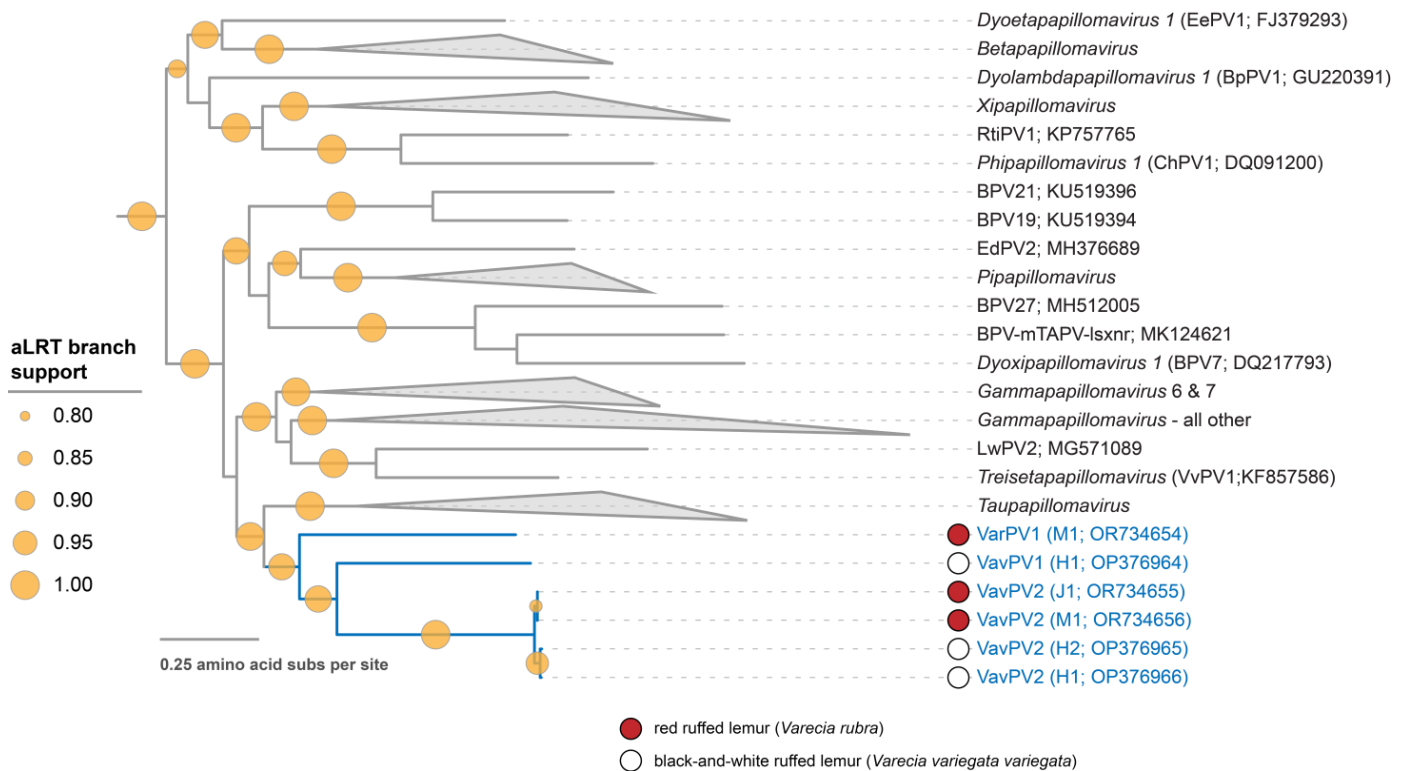 Dyoetapapillomavirus 1 (EePV1; FJ379293)
Betapapillomavirus
Dyolambdapapillomavirus 1 (BpPV1; GU220391)
Xipapillomavirus
RtiPV1; KP757765
Phipapillomavirus 1 (ChPV1; DQ091200)
BPV21; KU519396
BPV19; KU519394
EdPV2; MH376689
Pipapillomavirus
BPV27; MH512005
BPV-mTAPV-lsxnr; MK124621
Dyoxipapillomavirus 1 (BPV7; DQ217793)
Gammapapillomavirus 6 & 7
Gammapapillomavirus - all other
LwPV2; MG571089
Treisetapapillomavirus (VvPV1;KF857586)
Taupapillomavirus
VarPV1 (M1; OR734654)
VavPV1 (H1; OP376964)
VavPV2 (J1; OR734655)
VavPV2 (M1; OR734656)
VavPV2 (H2; OP376965)
VavPV2 (H1; OP376966)
aLRT branch
support
0.80
0.85
0.90
0.95
1.00
0.25 amino acid subs per site
red ruffed lemur (Varecia rubra)
black-and-white ruffed lemur (Varecia variegata variegata)